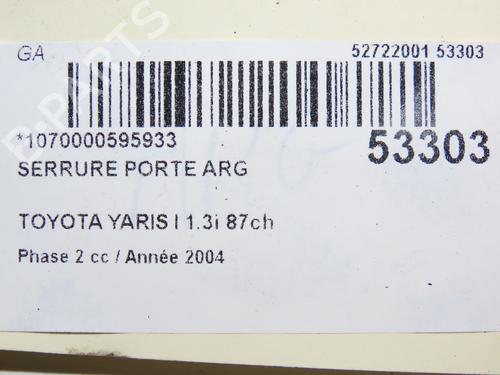 GA 52722001 53303
*1070000595933 53303
SERRURE PORTE ARG
TOYOTA YARIS I 1.3i 87ch
Phase 2 cc / Année 2004